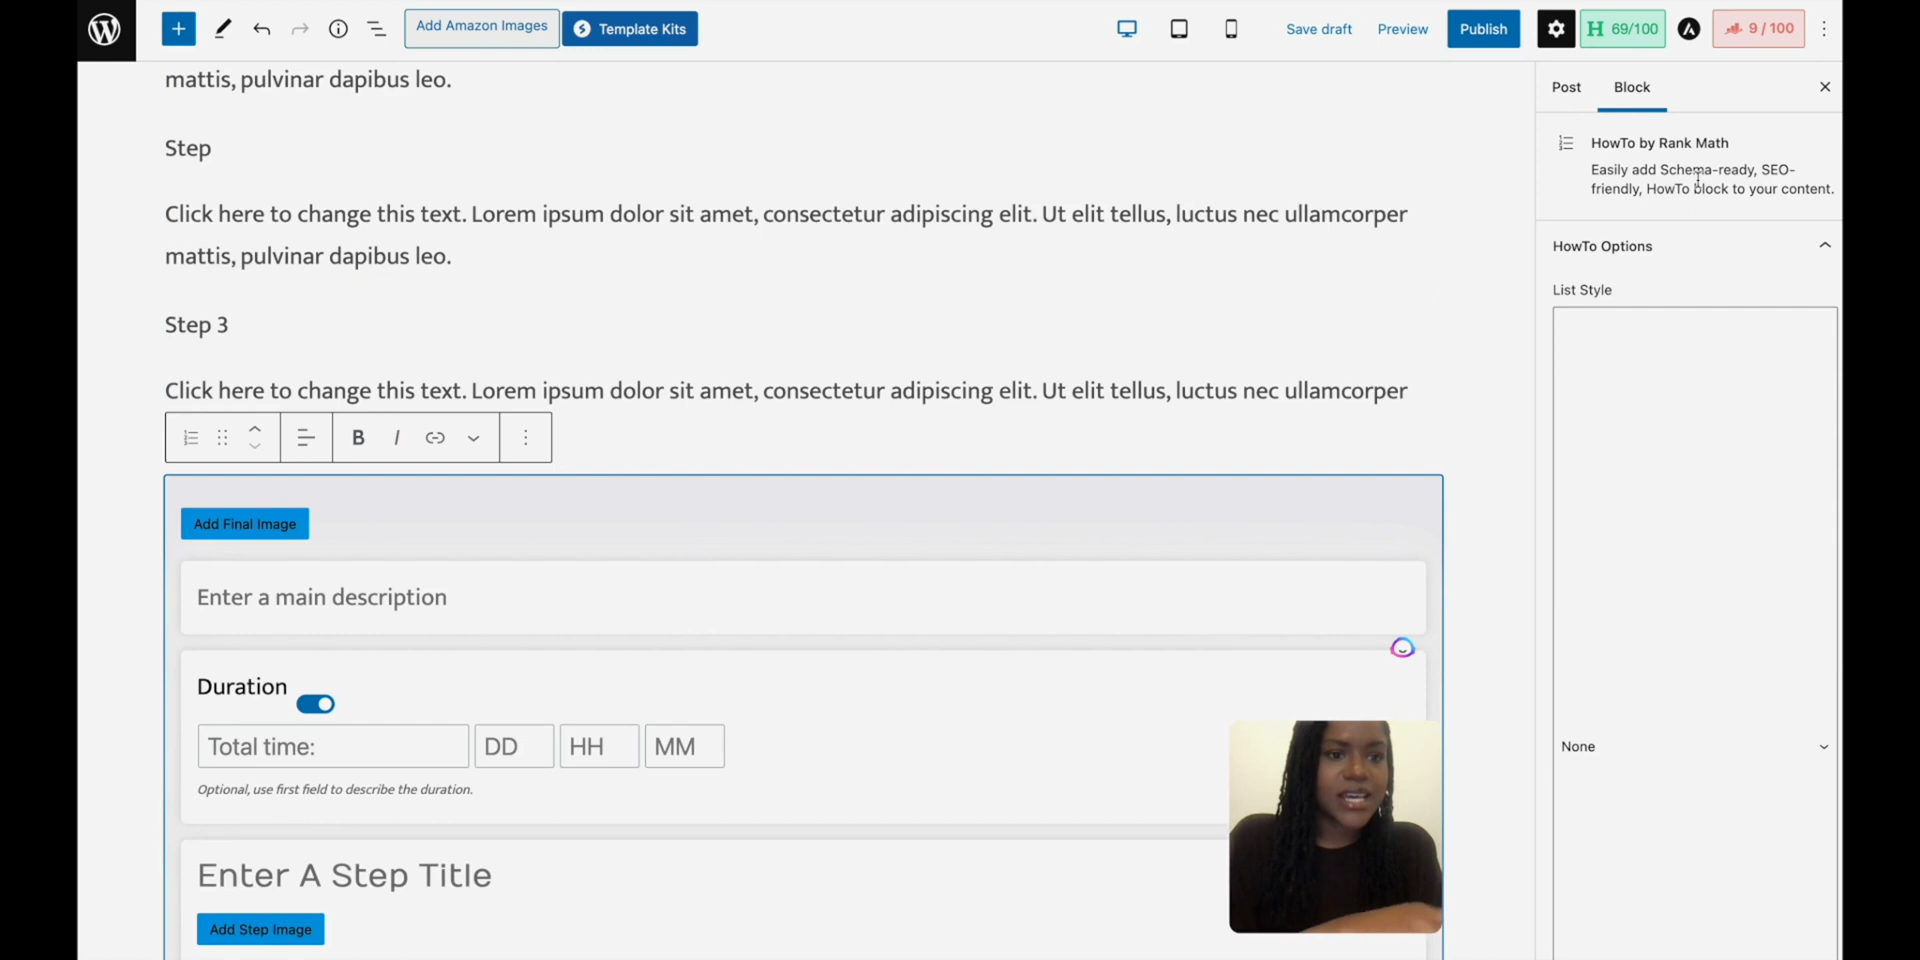 Add Amazon Images
Template Kits
Save draft
Preview
Publish
69/100
9 / 100
mattis, pulvinar dapibus leo.
Step
Click here to change this text. Lorem ipsum dolor sit amet, consectetur adipiscing elit. Ut elit tellus, luctus nec ullamcorper
mattis, pulvinar dapibus leo.
Step 3
Click here to change this text. Lorem ipsum dolor sit amet, consectetur adipiscing elit. Ut elit tellus, luctus nec ullamcorper
B I
Add Final Image
Enter a main description
Duration
Total time: DD HH MM
Optional, use first field to describe the duration.
Enter A Step Title
Add Step Image
Post Block
HowTo by Rank Math
Easily add Schema-ready, SEO-
friendly, HowTo block to your content.
HowTo Options
List Style
None